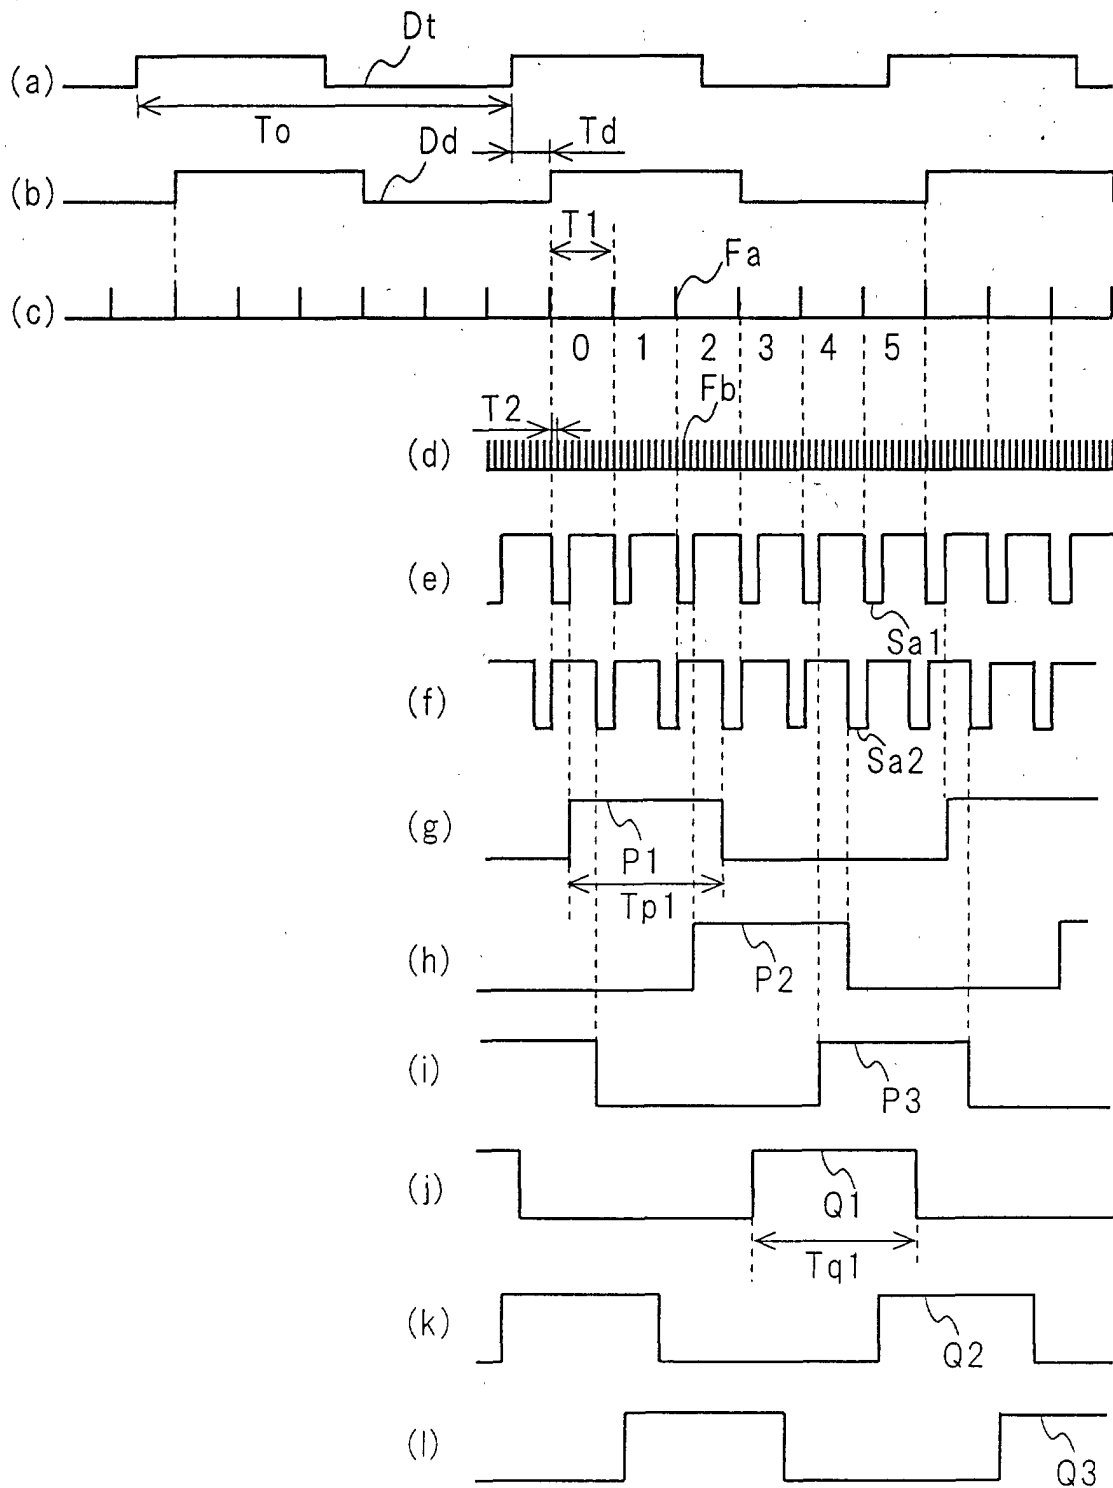 Dt
(a)
To
Td
Dd
(b)
T1
Fa
(c)
0 1 2 3 4 5
T2
Fb
(d)
(e)
Sa1
(f)
Sa2
(g)
P1
Tp1
(h)
P2
(i)
P3
(j)
Q1
Tq1
(k)
Q2
(l)
Q3